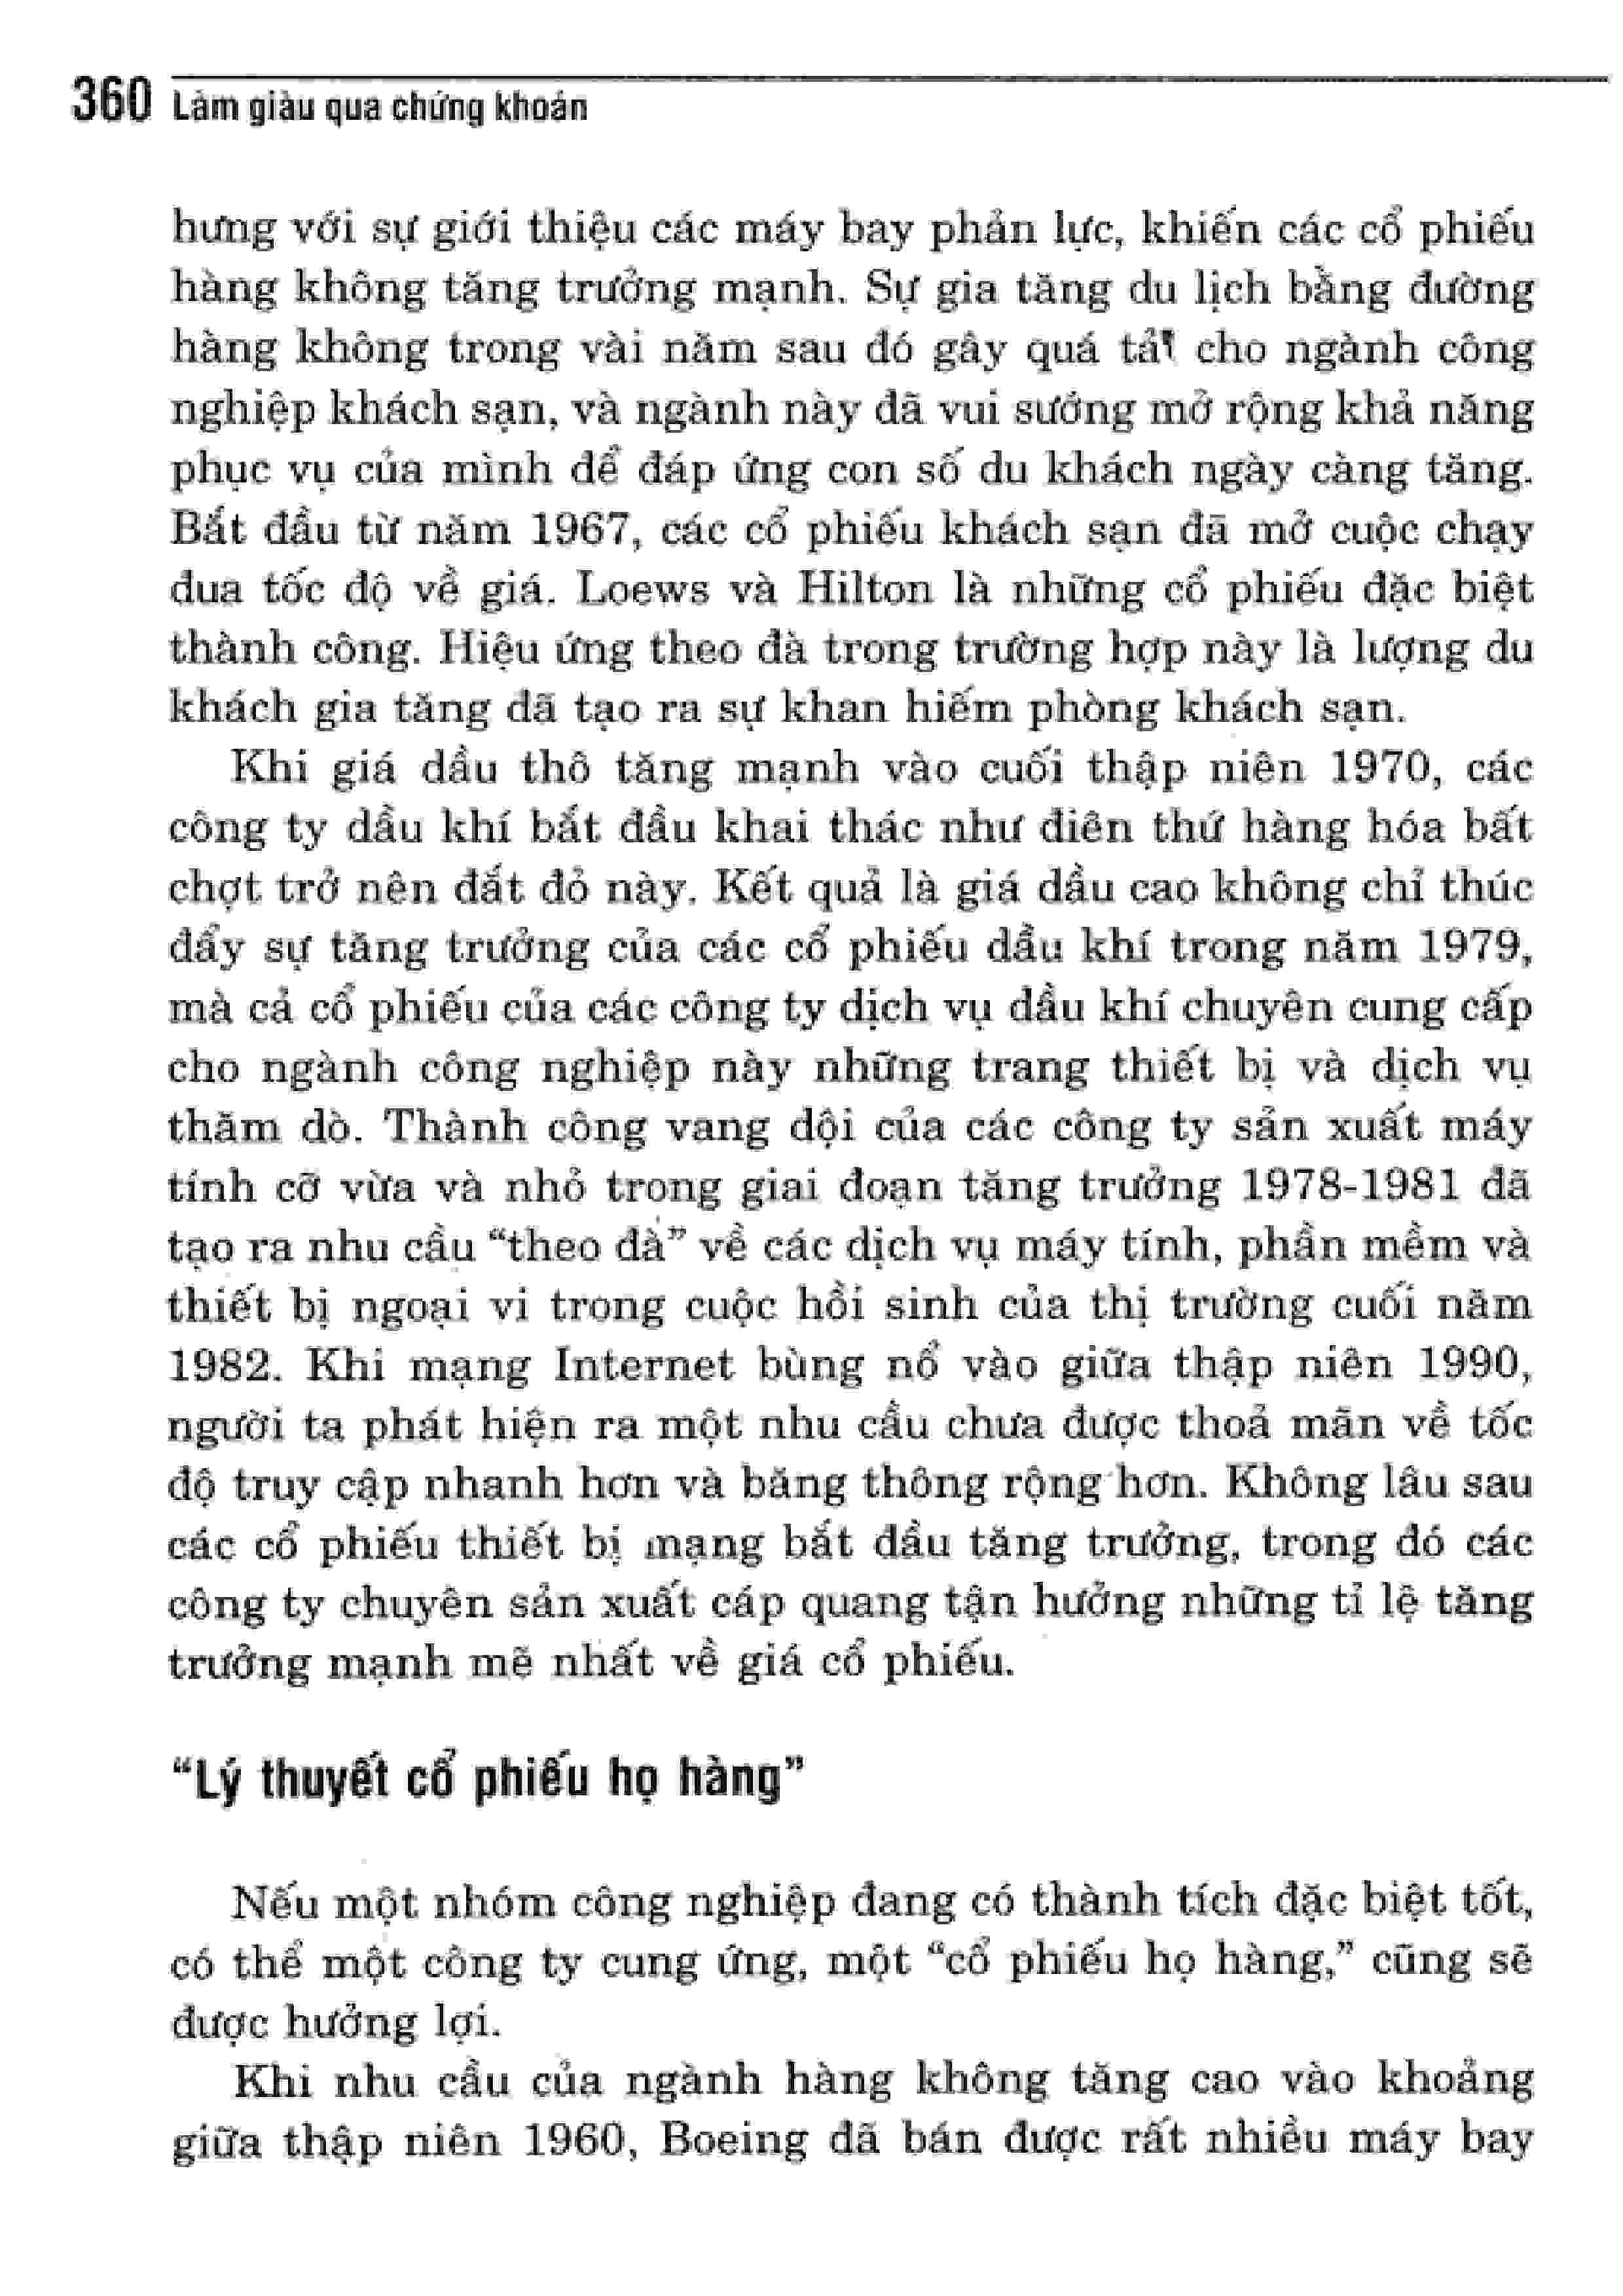 360 Làm giàu qua chứng khoán
hưng với sự giới thiệu các máy bay phản lực, khiến các cổ phiếu
hàng không tăng trưởng mạnh. Sự gia tăng du lịch bằng đường
hàng không trong vài năm sau đó gây quá tải cho ngành công
nghiệp khách sạn, và ngành này đã vui sướng mở rộng khả năng
phục vụ của mình để đáp ứng con số du khách ngày càng tăng.
Bắt đầu từ năm 1967, các cổ phiếu khách sạn đã mở cuộc chạy
đua tốc độ về giá. Loews và Hilton là những cổ phiếu đặc biệt
thành công. Hiệu ứng theo đà trong trường hợp này là lượng du
khách gia tăng đã tạo ra sự khan hiếm phòng khách sạn.
Khi giá dầu thô tăng mạnh vào cuối thập niên 1970, các
công ty dầu khí bắt đầu khai thác như điên thứ hàng hóa bất
chợt trở nên đắt đỏ này. Kết quả là giá dầu cao không chỉ thúc
đẩy sự tăng trưởng của các cổ phiếu dầu khí trong năm 1979,
mà cả cổ phiếu của các công ty dịch vụ dầu khí chuyên cung cấp
cho ngành công nghiệp này những trang thiết bị và dịch vụ
thăm dò. Thành công vang dội của các công ty sản xuất máy
tính cỡ vừa và nhỏ trong giai đoạn tăng trưởng 1978-1981 đã
tạo ra nhu cầu “theo đà” về các dịch vụ máy tính, phần mềm và
thiết bị ngoại vi trong cuộc hồi sinh của thị trường cuối năm
1982. Khi mạng Internet bùng nổ vào giữa thập niên 1990,
người ta phát hiện ra một nhu cầu chưa được thoả mãn về tốc
độ truy cập nhanh hơn và băng thông rộng hơn. Không lâu sau
các cổ phiếu thiết bị mạng bắt đầu tăng trưởng, trong đó các
công ty chuyên sản xuất cáp quang tận hưởng những tỉ lệ tăng
trưởng mạnh mẽ nhất về giá cổ phiếu.
“Lý thuyết cổ phiếu họ hàng”
Nếu một nhóm công nghiệp đang có thành tích đặc biệt tốt,
có thể một công ty cung ứng, một “cổ phiếu họ hàng,” cũng sẽ
được hưởng lợi.
Khi nhu cầu của ngành hàng không tăng cao vào khoảng
giữa thập niên 1960, Boeing đã bán được rất nhiều máy bay